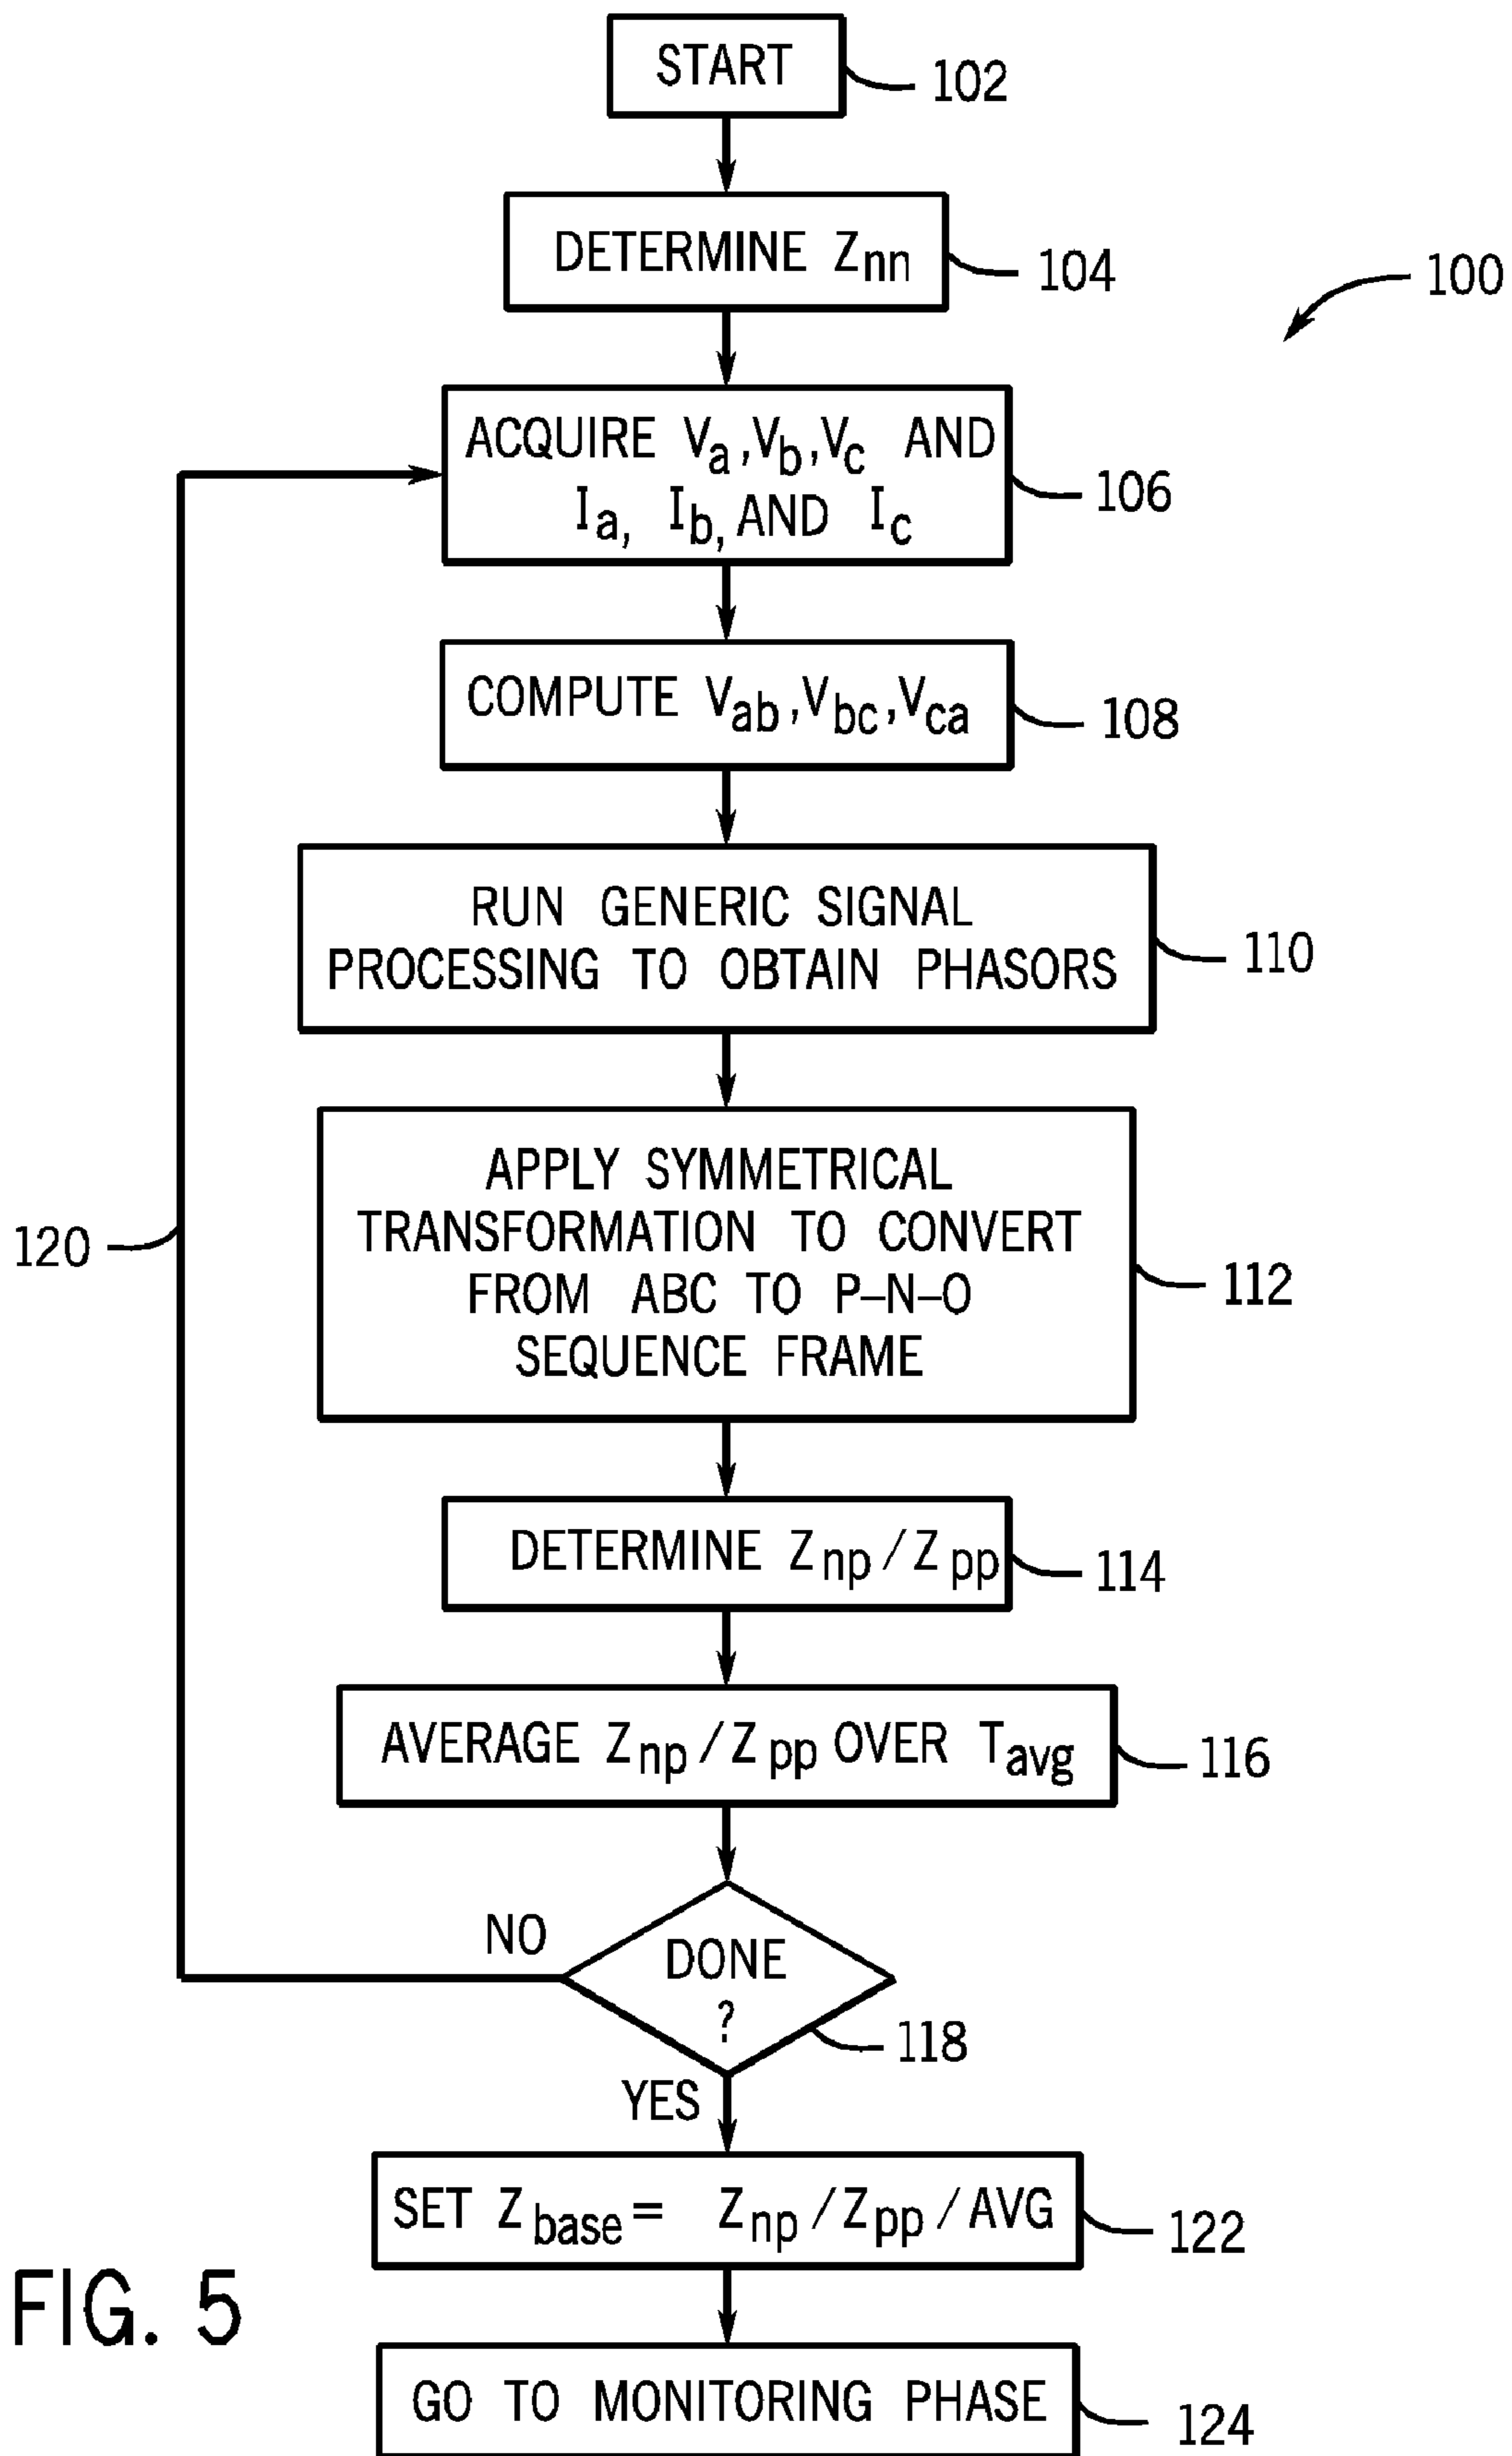 START
102
DETERMINE Znn
104
100
ACQUIRE Va,Vb,Vc AND
Ia, Ib, AND Ic
106
COMPUTE Vab,Vbc,Vca
108
RUN GENERIC SIGNAL
PROCESSING TO OBTAIN PHASORS
110
APPLY SYMMETRICAL
TRANSFORMATION TO CONVERT
FROM ABC TO P–N–O
SEQUENCE FRAME
112
120
DETERMINE Znp/Zpp
114
AVERAGE Znp/Zpp OVER Tavg
116
NO
DONE
?
118
YES
SET Zbase= Znp/Zpp/AVG
122
GO TO MONITORING PHASE
124
FIG. 5